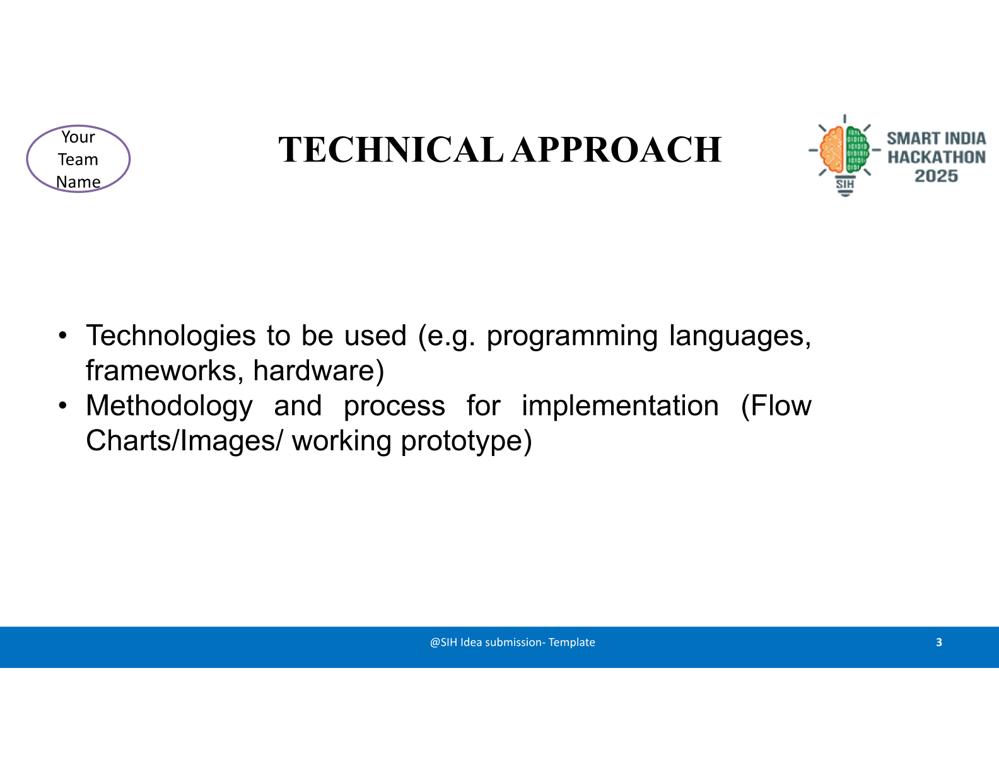 Your
Team
Name
TECHNICAL APPROACH
SIH
SMART INDIA
HACKATHON
2025
• Technologies to be used (e.g. programming languages,
frameworks, hardware)
• Methodology and process for implementation (Flow
Charts/Images/ working prototype)
@SIH Idea submission- Template
3